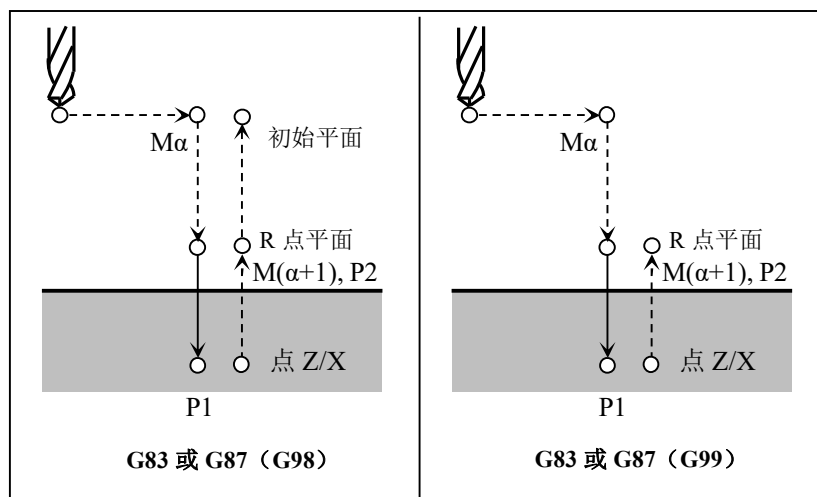 Mα
初始平面
R 点平面
M(α+1), P2
点 Z/X
P1
G83 或 G87（G98）
Mα
R 点平面
M(α+1), P2
点 Z/X
P1
G83 或 G87（G99）